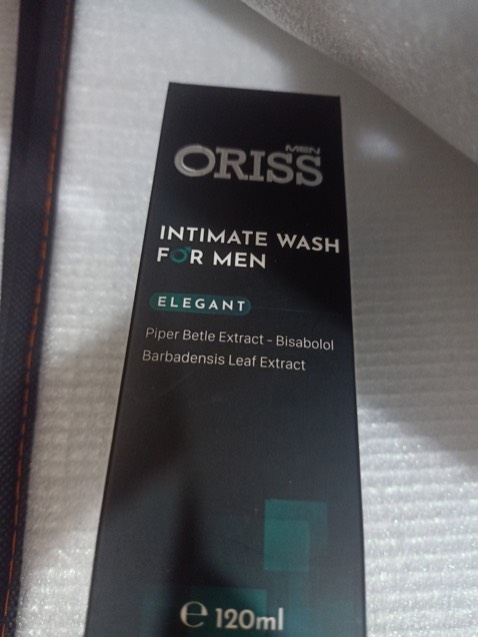 MEN
ORISS
INTIMATE WASH
FOR MEN
ELEGANT
Piper Betle Extract - Bisabolol
Barbadensis Leaf Extract
℮ 120ml